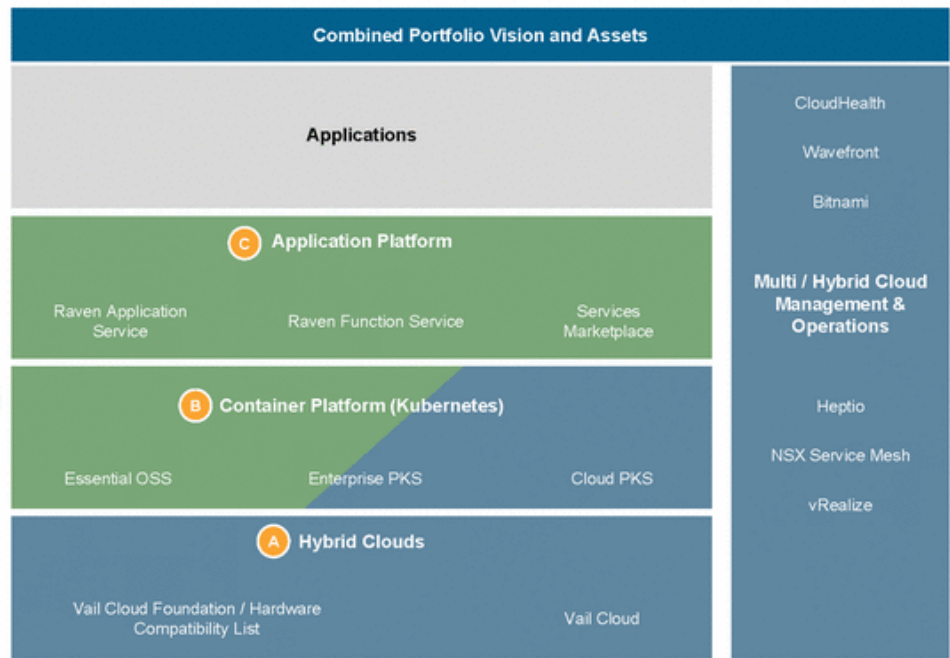 Combined Portfolio Vision and Assets
Applications
C
Application Platform
Raven Application
Service
Raven Function Service
Services
Marketplace
B
Container Platform (Kubernetes)
Essential OSS
Enterprise PKS
Cloud PKS
A
Hybrid Clouds
Vail Cloud Foundation / Hardware
Compatibility List
Vail Cloud
CloudHealth
Wavefront
Bitnami
Multi / Hybrid Cloud
Management &
Operations
Heptio
NSX Service Mesh
vRealize